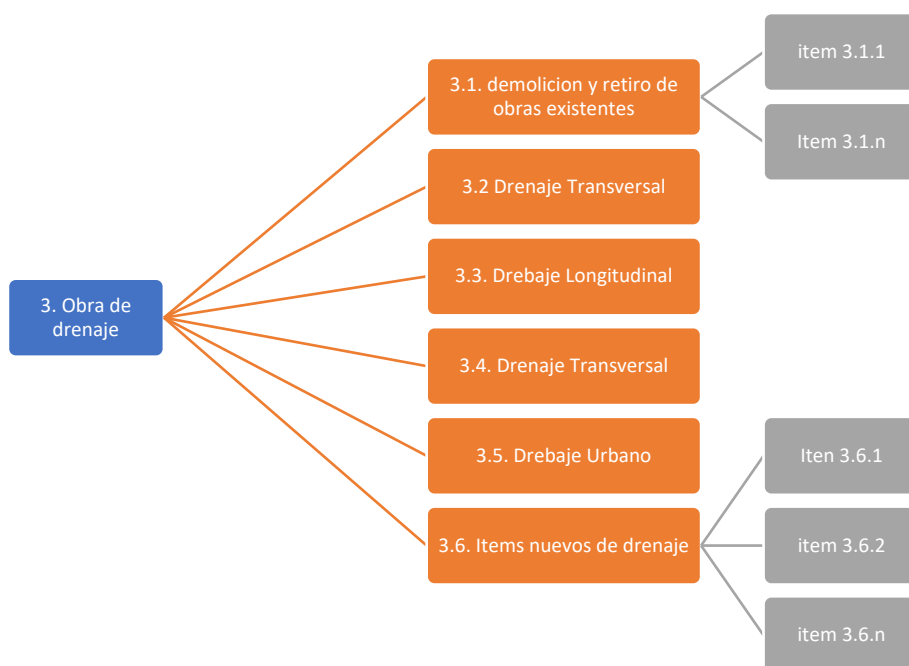 3. Obra de
drenaje
3.1. demolicion y retiro de
obras existentes
item 3.1.1
Item 3.1.n
3.2 Drenaje Transversal
3.3. Drebaje Longitudinal
3.4. Drenaje Transversal
3.5. Drebaje Urbano
3.6. Items nuevos de drenaje
Iten 3.6.1
item 3.6.2
item 3.6.n